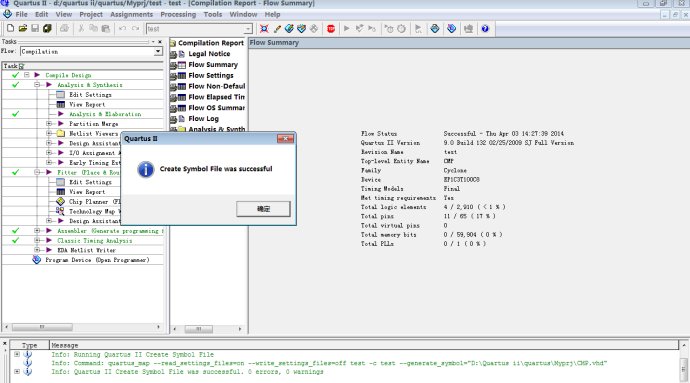 Quartus II - d:/quartus ii/quartus/Myprj/test - test - [Compilation Report - Flow Summary]
File Edit View Project Assignments Processing Tools Window
test
Tasks
Flow: Compilation
Task
Compile Design
Analysis & Synthesis
Edit Settings
View Report
Analysis & Elaboration
Partition Merge
Netlist Viewers
Design Assistant
I/O Assignment A
Early Timing Est
Fitter (Place & Rou
Edit Settings
View Report
Chip Planner (Fl
Technology Map V
Design Assistant
Assembler (Generate programming f
Classic Timing Analysis
EDA Netlist Writer
Program Device (Open Programmer)
Compilation Report
Legal Notice
Flow Summary
Flow Settings
Flow Non-Defaul
Flow Elapsed Tim
Flow OS Summar
Flow Log
Analysis & Synth
Flow Summary
Flow Status Successful - Thu Apr 03 14:27:39 2014
Quartus II Version 9.0 Build 132 02/25/2009 SJ Full Version
Revision Name test
Top-level Entity Name CMP
Family Cyclone
Device EP1C3T100C8
Timing Models Final
Met timing requirements Yes
Total logic elements 4 / 2,910 ( < 1 % )
Total pins 11 / 65 ( 17 % )
Total virtual pins 0
Total memory bits 0 / 59,904 ( 0 % )
Total PLLs 0 / 1 ( 0 % )
Quartus II
Create Symbol File was successful
确定
Type Message
Info: Running Quartus II Create Symbol File
Info: Command: quartus_map --read_settings_files=on --write_settings_files=off test -c test --generate_symbol="D:\Quartus ii\quartus\Myprj\CMP.vhd"
Info: Quartus II Create Symbol File was successful. 0 errors, 0 warnings